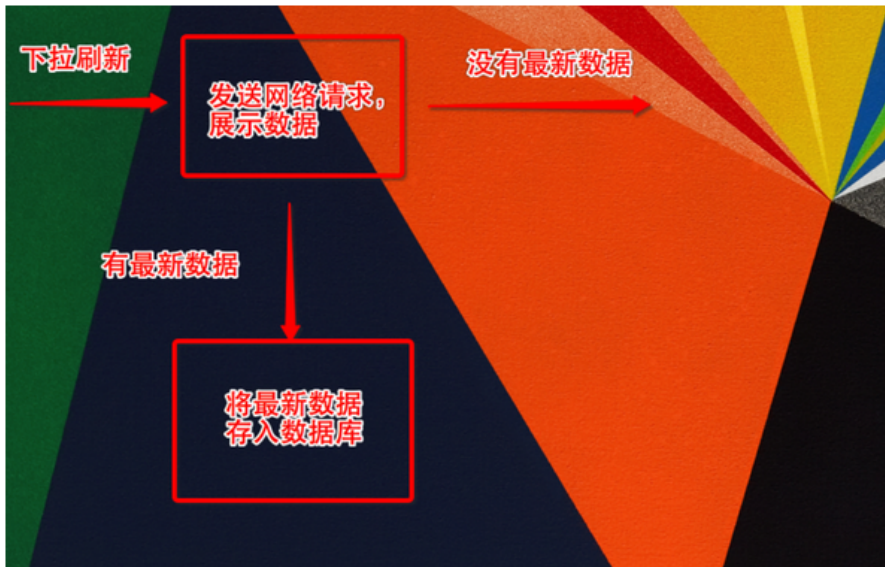 下拉刷新
发送网络请求，
展示数据
没有最新数据
有最新数据
将最新数据
存入数据库